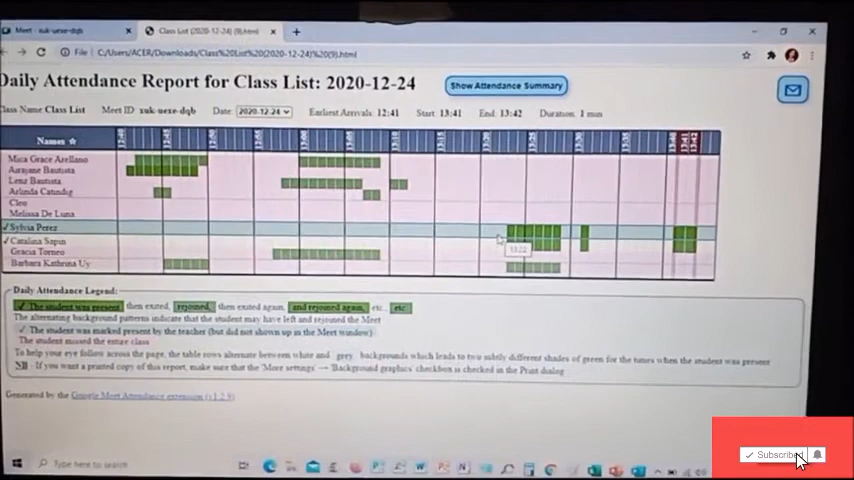 Meet - xuk-uexe-dqb
Class List (2020-12-24) (9).html
File C:/Users/ACER/Downloads/Class%20List%20(2020-12-24)%20(9).html
Daily Attendance Report for Class List: 2020-12-24
Show Attendance Summary
Class Name Class List Meet ID: xuk-uexe-dqb Date: 2020-12-24 Earliest Arrivals: 12:41 Start: 13:41 End: 13:42 Duration: 1 min
Names
Mica Grace Arellano
Aarajane Bautista
Lenz Bautista
Arlinda Catindig
Cleo
Melissa De Luna
✓Sylvia Perez
✓Catalina Sapin
Gracia Torneo
Barbara Kathrina Uy
13:22
Daily Attendance Legend:
✓ The student was present then exited, rejoined, then exited again, and rejoined again, etc. etc.
The alternating background patterns indicate that the student may have left and rejoined the Meet
✓ The student was marked present by the teacher (but did not shown up in the Meet window)
The student missed the entire class
To help your eye follow across the page, the table rows alternate between white and grey backgrounds which leads to two subtly different shades of green for the times when the student was present
NB - If you want a printed copy of this report, make sure that the 'More settings' → 'Background graphics' checkbox is checked in the Print dialog
Generated by the Google Meet Attendance extension (v1.2.9)
Type here to search
✓ Subscribed